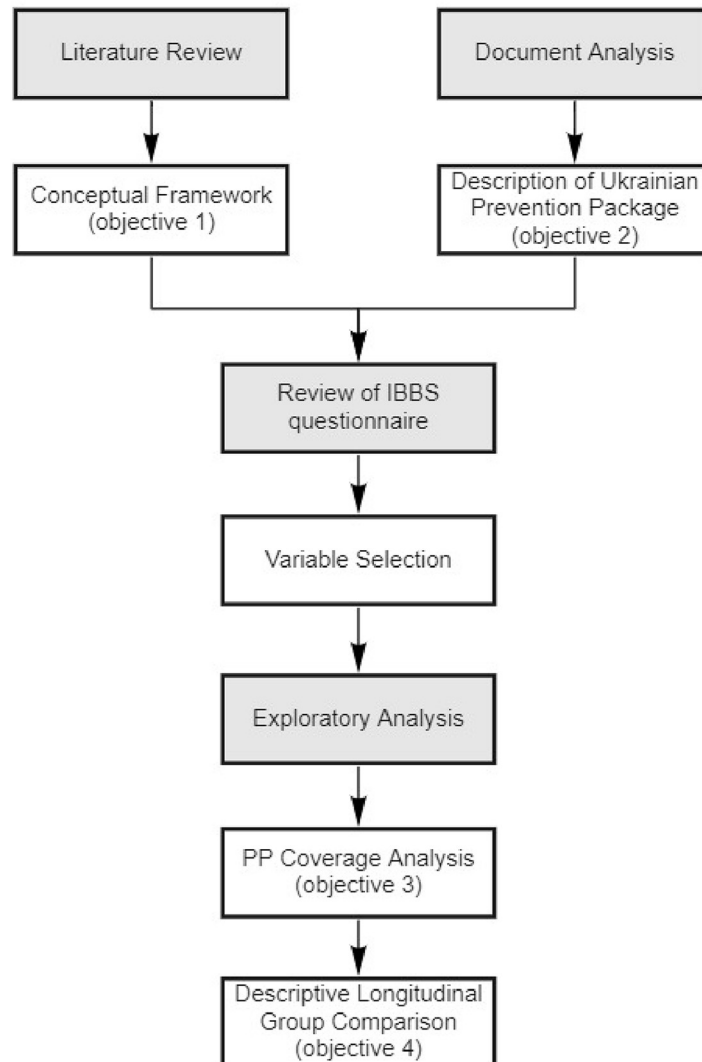 Literature Review
Document Analysis
Conceptual Framework
(objective 1)
Description of Ukrainian
Prevention Package
(objective 2)
Review of IBBS
questionnaire
Variable Selection
Exploratory Analysis
PP Coverage Analysis
(objective 3)
Descriptive Longitudinal
Group Comparison
(objective 4)